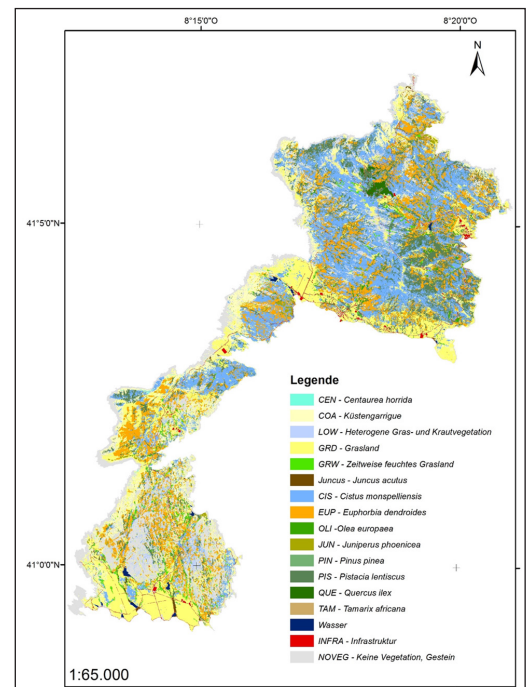 8°15'0"O
8°20'0"O
N
41°5'0"N
Legende
CEN - Centaurea horrida
COA - Küstengarrigue
LOW - Heterogene Gras- und Krautvegetation
GRD - Grasland
GRW - Zeitweise feuchtes Grasland
Juncus - Juncus acutus
CIS - Cistus monspelliensis
EUP - Euphorbia dendroides
OLI -Olea europaea
JUN - Juniperus phoenicea
PIN - Pinus pinea
PIS - Pistacia lentiscus
QUE - Quercus ilex
TAM - Tamarix africana
Wasser
INFRA - Infrastruktur
NOVEG - Keine Vegetation, Gestein
41°0'0"N
1:65.000